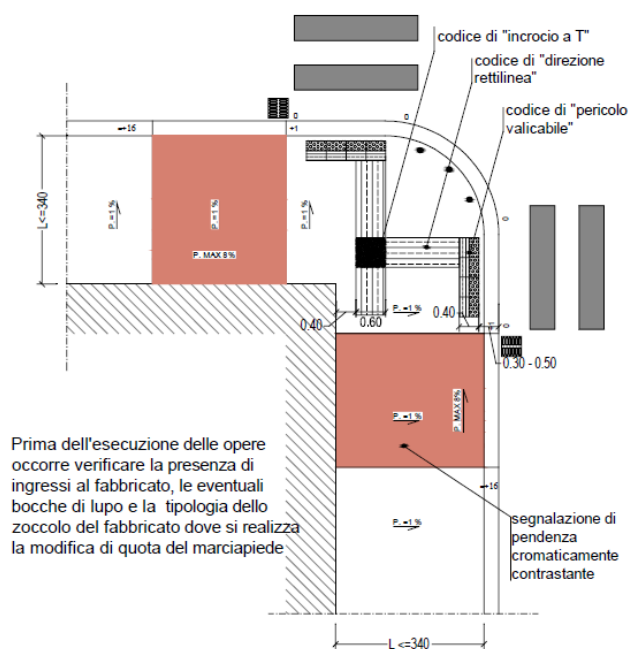 codice di "incrocio a T"
codice di "direzione
rettilinea"
codice di "pericolo
valicabile"
0
0
+16
+1
L<=340
P.=1 %
P.=1 %
P.=1 %
P. MAX 8%
0
0.40
0.60
P.=1 %
0.40
+1
0
0.30 - 0.50
P.=1 %
P. MAX 8%
Prima dell'esecuzione delle opere
occorre verificare la presenza di
ingressi al fabbricato, le eventuali
bocche di lupo e la tipologia dello
zoccolo del fabbricato dove si realizza
la modifica di quota del marciapiede
+16
P.=1 %
segnalazione di
pendenza
cromaticamente
contrastante
L <=340